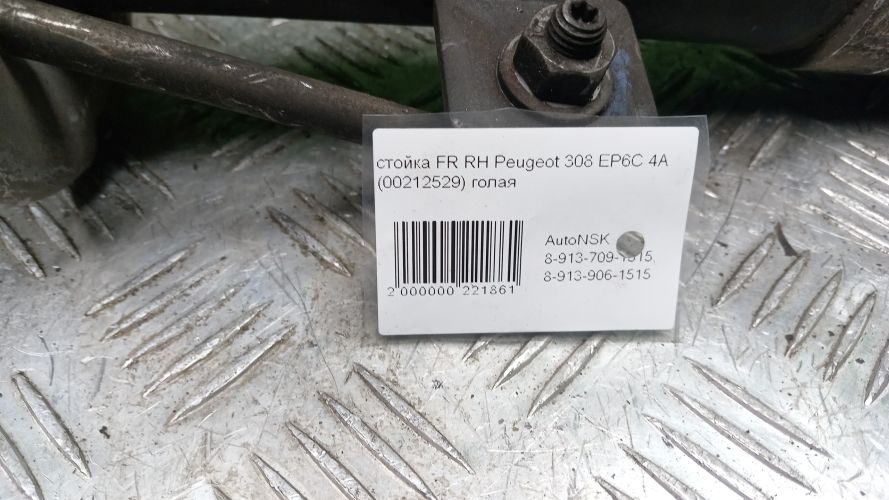 стойка FR RH Peugeot 308 EP6C 4A
(00212529) голая
AutoNSK
8-913-709-1515,
8-913-906-1515
2 000000 221861